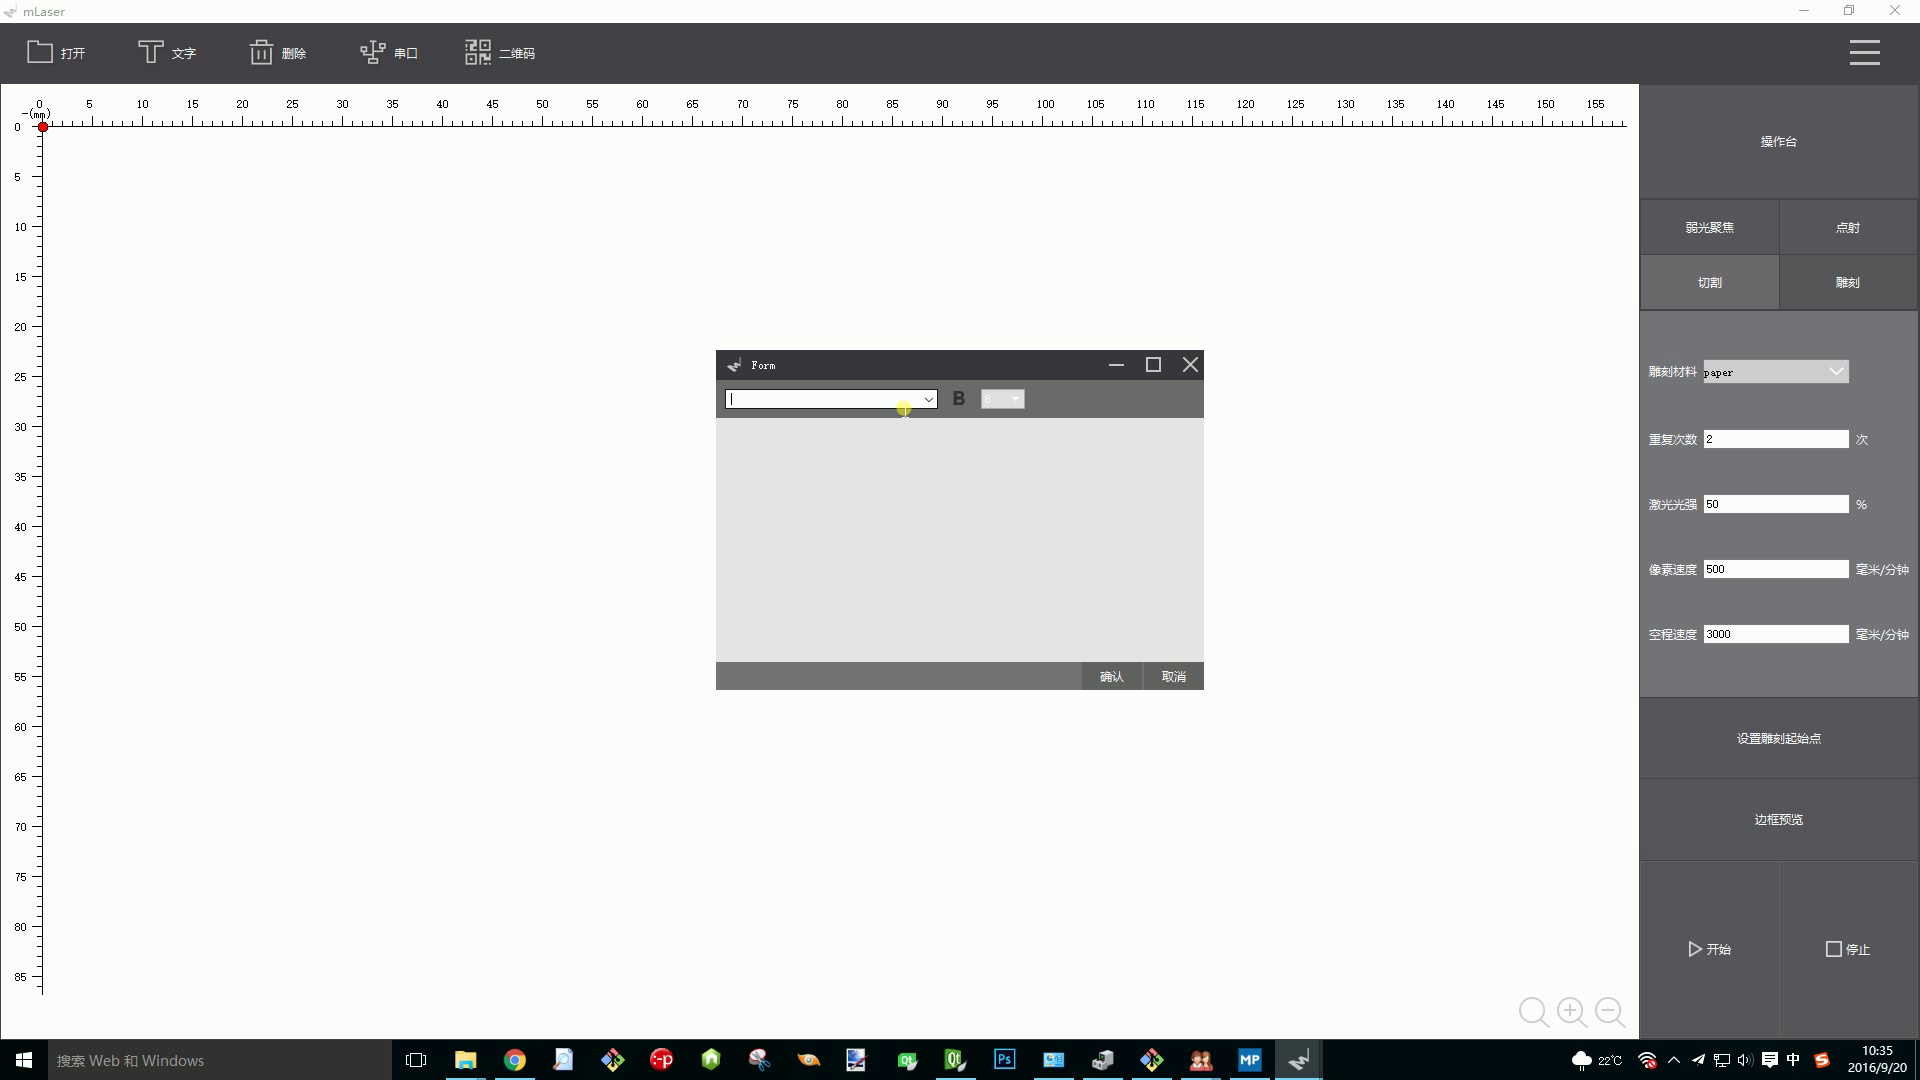 mLaser
打开 文字 删除 串口 二维码
0 5 10 15 20 25 30 35 40 45 50 55 60 65 70 75 80 85 90 95 100 105 110 115 120 125 130 135 140 145 150 155
(mm)
0
5
10
15
20
25
30
35
40
45
50
55
60
65
70
75
80
85
Form
B 8
确认 取消
操作台
弱光聚焦 点射
切割 雕刻
雕刻材料 paper
重复次数 2 次
激光光强 50 %
像素速度 500 毫米/分钟
空程速度 3000 毫米/分钟
设置雕刻起始点
边框预览
开始 停止
搜索 Web 和 Windows
:-p
Qt
Qt
Ps
MP
22℃
中
S
10:35
2016/9/20